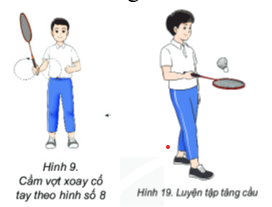 Hình 9.
Cầm vợt xoay cổ
tay theo hình số 8
Hình 19. Luyện tập tâng cầu